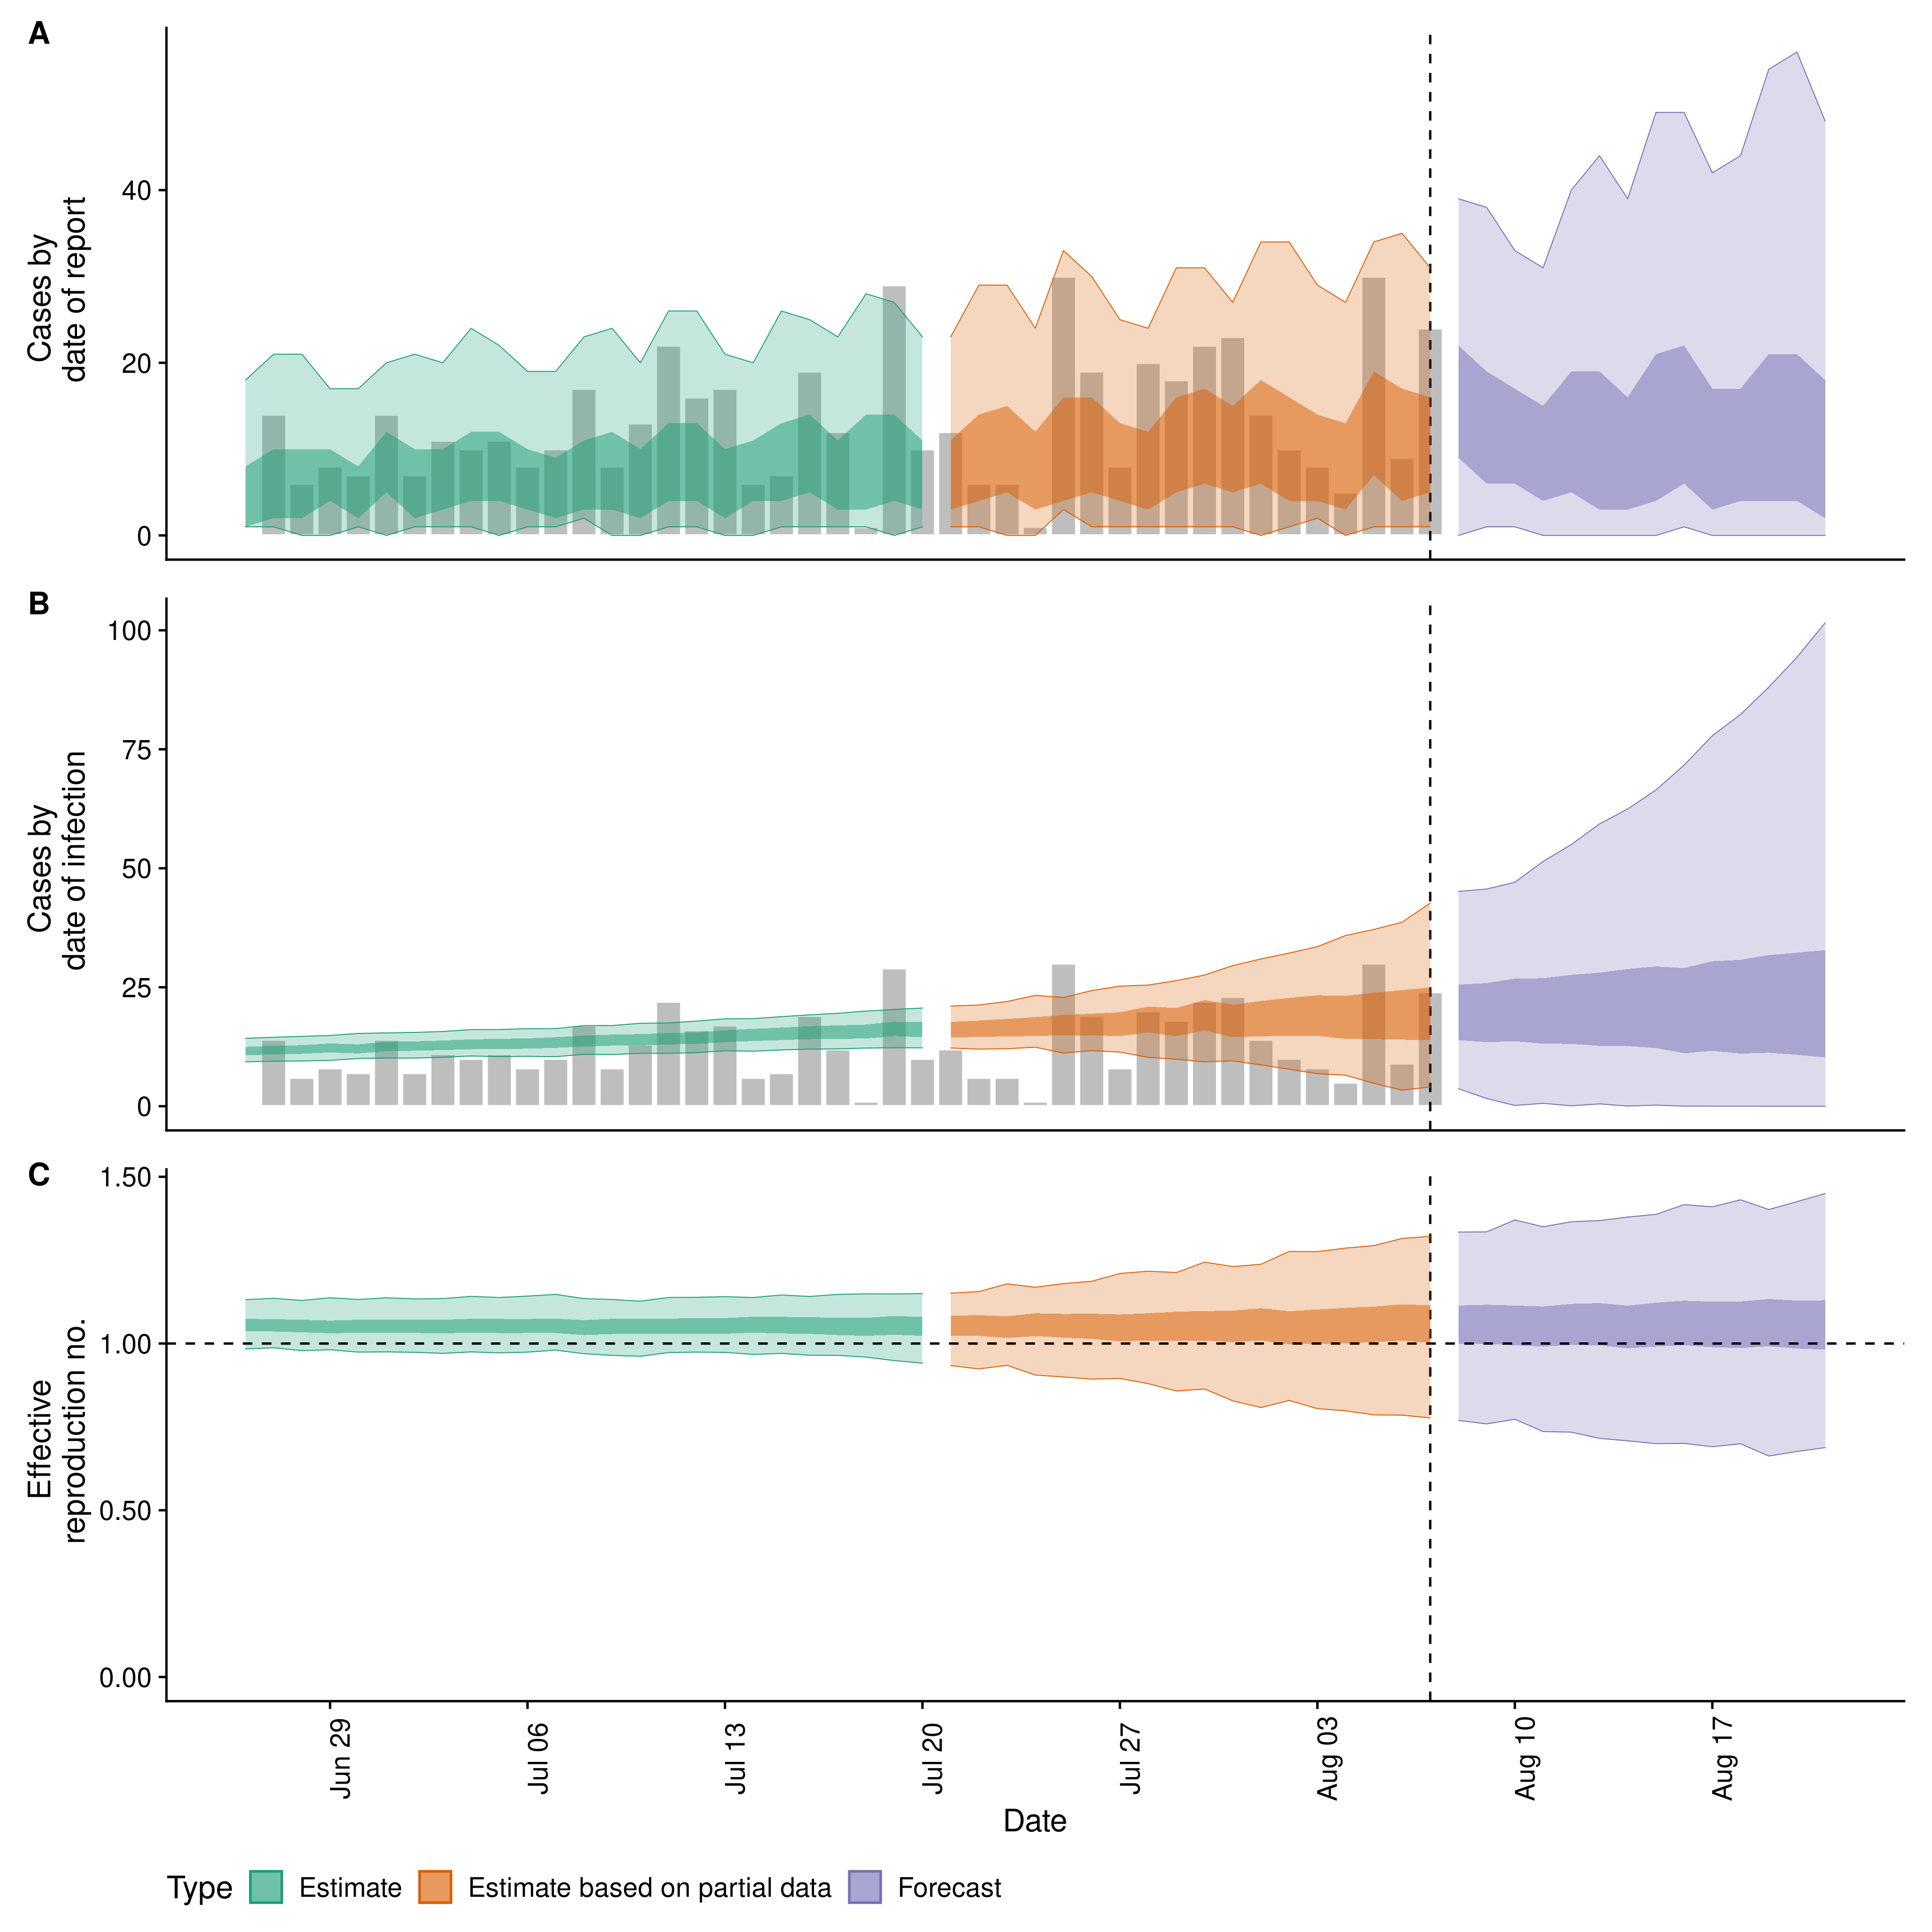 A
Cases by
date of report
40
20
0
B
Cases by
date of infection
100
75
50
25
0
C
Effective
reproduction no.
1.50
1.00
0.50
0.00
Jun 29
Jul 06
Jul 13
Jul 20
Jul 27
Aug 03
Aug 10
Aug 17
Date
Type Estimate Estimate based on partial data Forecast